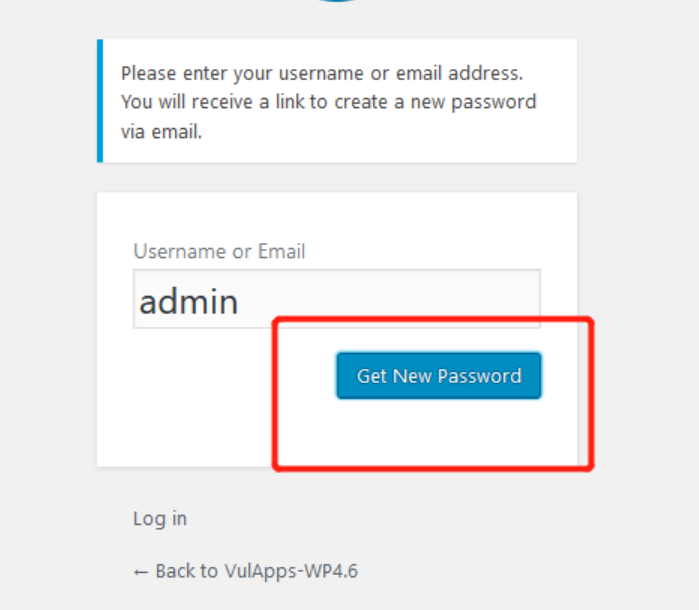 Please enter your username or email address.
You will receive a link to create a new password
via email.
Username or Email
admin
Get New Password
Log in
← Back to VulApps-WP4.6